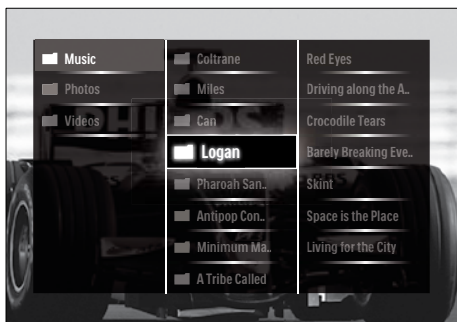 Music
Photos
Videos
Coltrane
Miles
Can
Logan
Pharoah San..
Antipop Con..
Minimum Ma..
A Tribe Called
Red Eyes
Driving along the A..
Crocodile Tears
Barely Breaking Eve..
Skint
Space is the Place
Living for the City